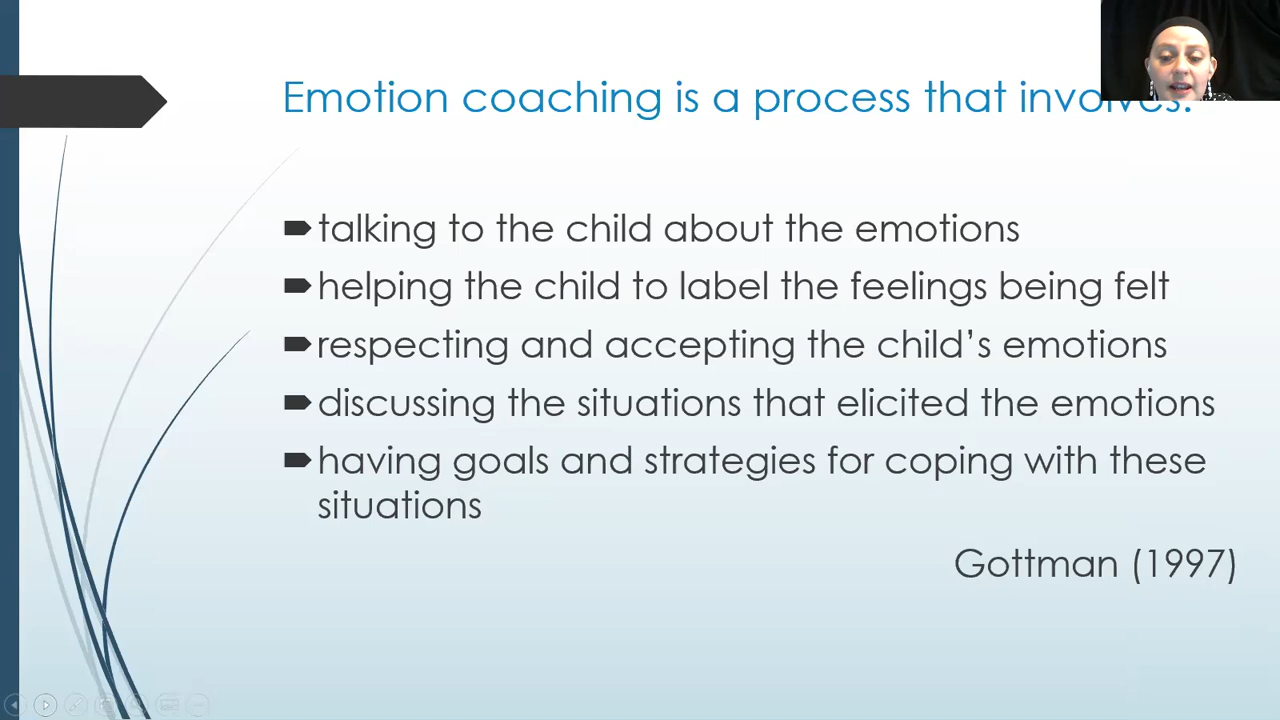 Emotion coaching is a process that involves:
talking to the child about the emotions
helping the child to label the feelings being felt
respecting and accepting the child's emotions
discussing the situations that elicited the emotions
having goals and strategies for coping with these
situations
Gottman (1997)